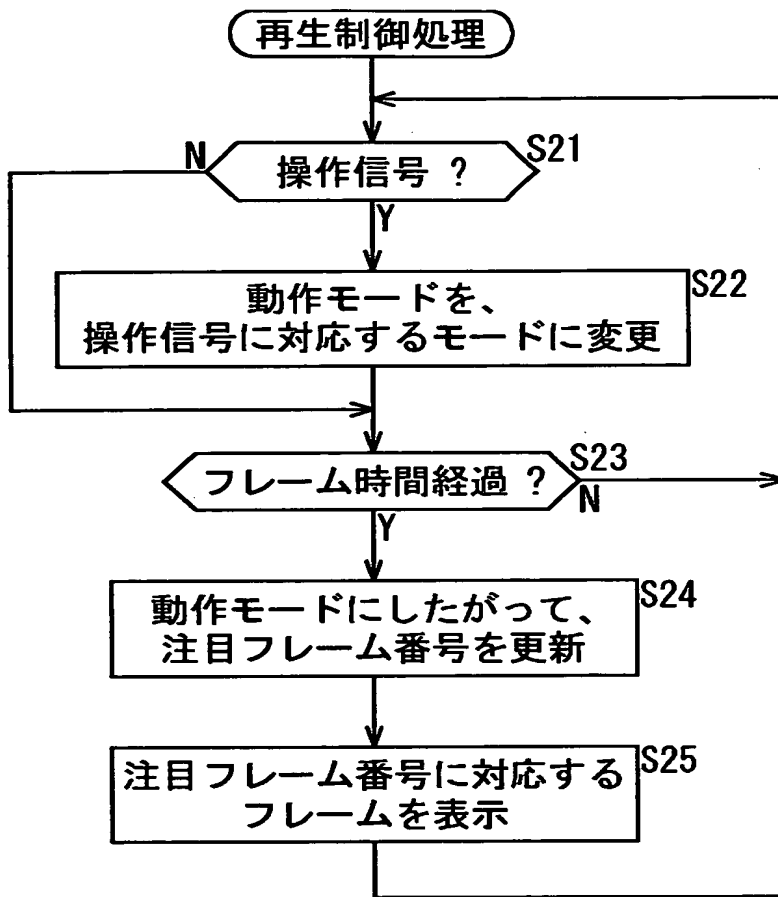 再生制御処理
N
操作信号 ?
S21
Y
動作モードを、
操作信号に対応するモードに変更
S22
フレーム時間経過 ?
S23
N
Y
動作モードにしたがって、
注目フレーム番号を更新
S24
注目フレーム番号に対応する
フレームを表示
S25